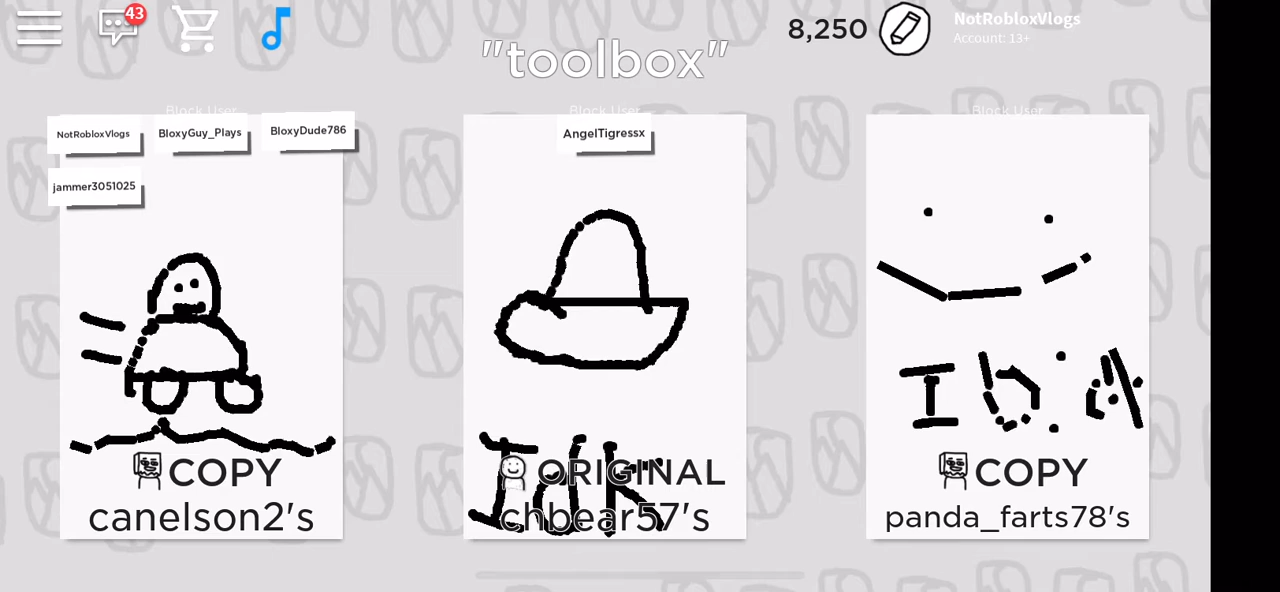 43
8,250
NotRobloxVlogs
Account: 13+
"toolbox"
Block User
Block User
Block User
NotRobloxVlogs
BloxyGuy_Plays
BloxyDude786
jammer3051025
AngelTigressx
Idk
COPY
canelson2's
ORIGINAL
chbear57's
COPY
panda_farts78's